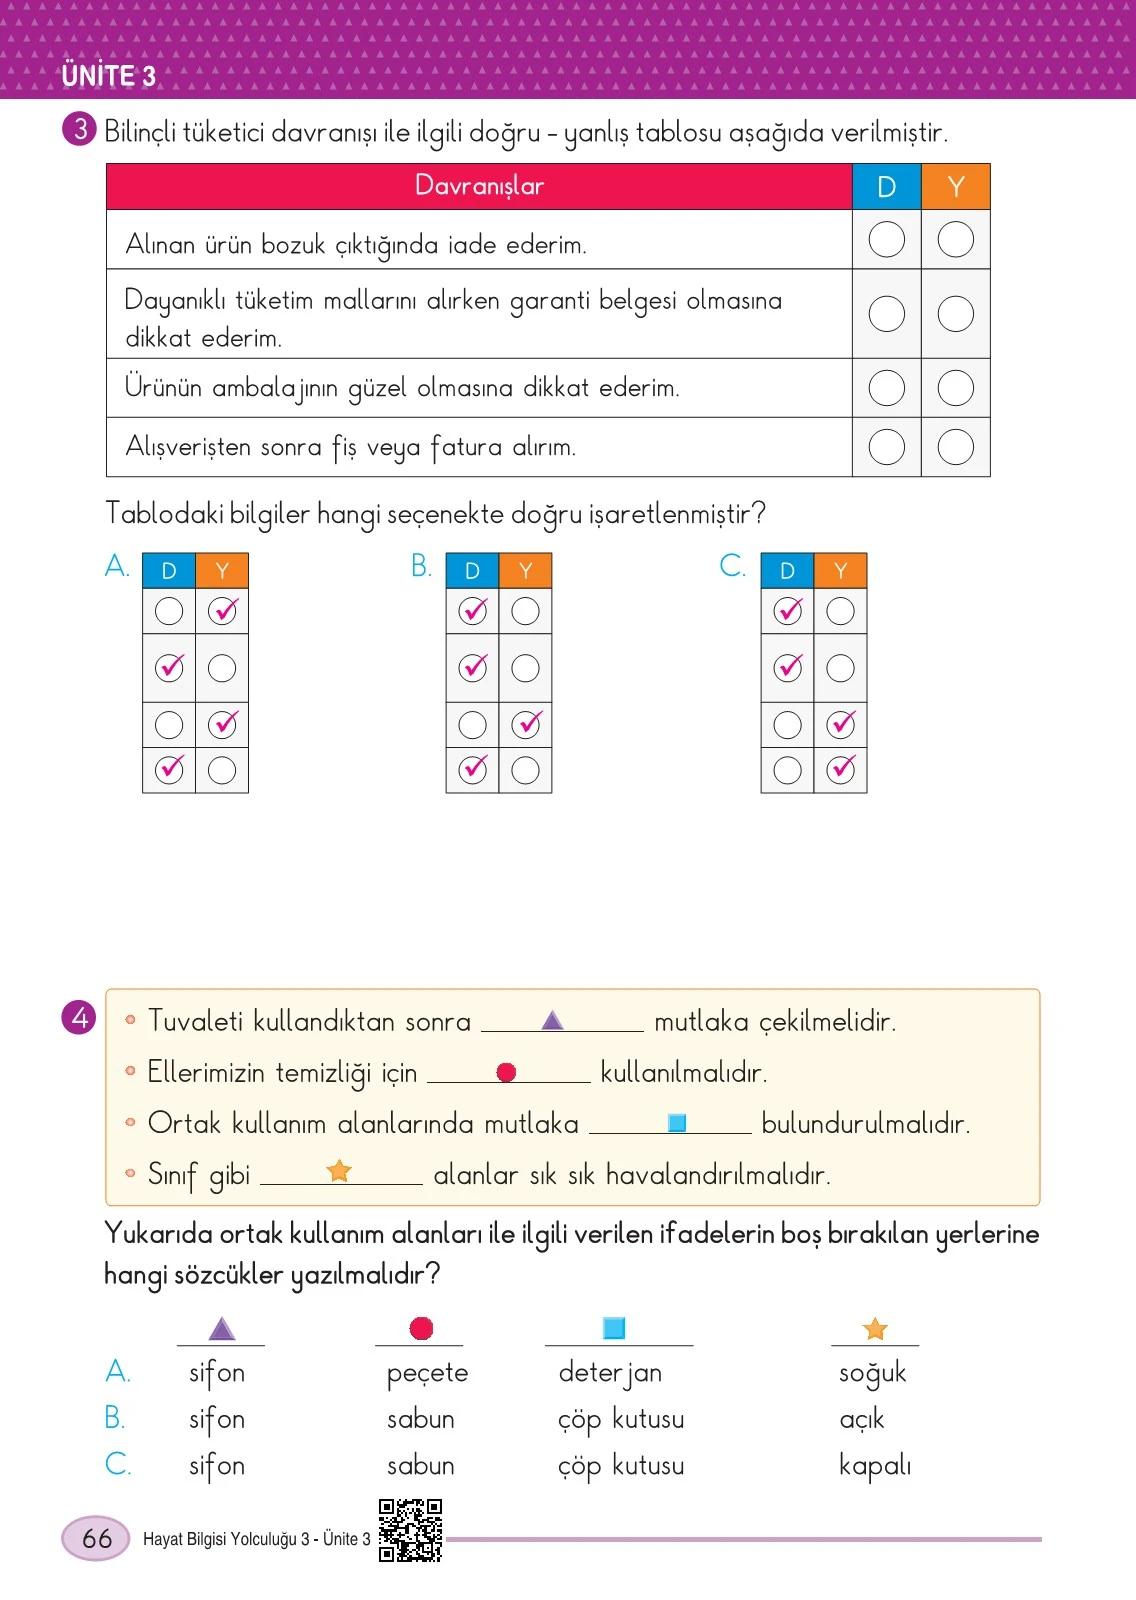 ÜNİTE 3
3 Bilinçli tüketici davranışı ile ilgili doğru - yanlış tablosu aşağıda verilmiştir.
Davranışlar D Y
Alınan ürün bozuk çıktığında iade ederim.
Dayanıklı tüketim mallarını alırken garanti belgesi olmasına
dikkat ederim.
Ürünün ambalajının güzel olmasına dikkat ederim.
Alışverişten sonra fiş veya fatura alırım.
Tablodaki bilgiler hangi seçenekte doğru işaretlenmiştir?
A. D Y B. D Y C. D Y
4
• Tuvaleti kullandıktan sonra ______ mutlaka çekilmelidir.
• Ellerimizin temizliği için ______ kullanılmalıdır.
• Ortak kullanım alanlarında mutlaka ______ bulundurulmalıdır.
• Sınıf gibi ______ alanlar sık sık havalandırılmalıdır.
Yukarıda ortak kullanım alanları ile ilgili verilen ifadelerin boş bırakılan yerlerine
hangi sözcükler yazılmalıdır?
A. sifon peçete deterjan soğuk
B. sifon sabun çöp kutusu açık
C. sifon sabun çöp kutusu kapalı
66 Hayat Bilgisi Yolculuğu 3 - Ünite 3